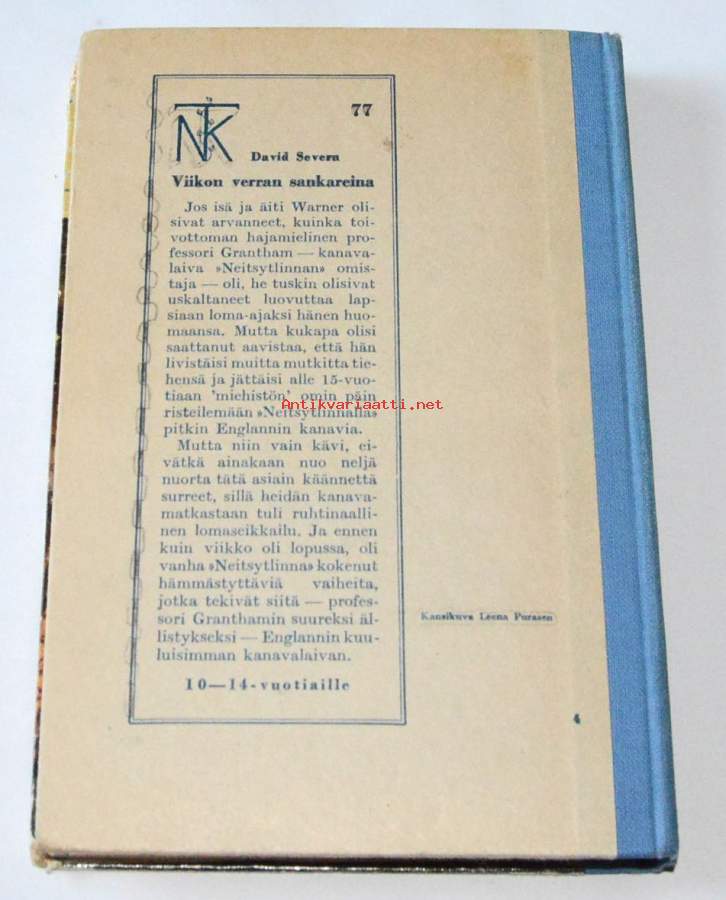 NTK
77
David Severn
Viikon verran sankareina
Jos isä ja äiti Warner oli-
sivat arvanneet, kuinka toi-
vottoman hajamielinen pro-
fessori Grantham — kanava-
laiva »Neitsytlinnan» omis-
taja — oli, he tuskin olisivat
uskaltaneet luovuttaa lap-
siaan loma-ajaksi hänen huo-
maansa. Mutta kukapa olisi
saattanut aavistaa, että hän
livistäisi muitta mutkitta tie-
hensä ja jättäisi alle 15-vuo-
tiaan 'miehistön' omin päin
Antikvariaatti.net
risteilemään »Neitsytlinnalla»
pitkin Englannin kanavia.
Mutta niin vain kävi, ei-
vätkä ainakaan nuo neljä
nuorta tätä asiain käännettä
surreet, sillä heidän kanava-
matkastaan tuli ruhtinaalli-
nen lomaseikkailu. Ja ennen
kuin viikko oli lopussa, oli
vanha »Neitsytlinna» kokenut
hämmästyttäviä vaiheita,
jotka tekivät siitä — profes-
sori Granthamin suureksi äl-
listykseksi — Englannin kuu-
luisimman kanavalaivan.
10—14-vuotiaille
Kansikuva Leena Puranen
4